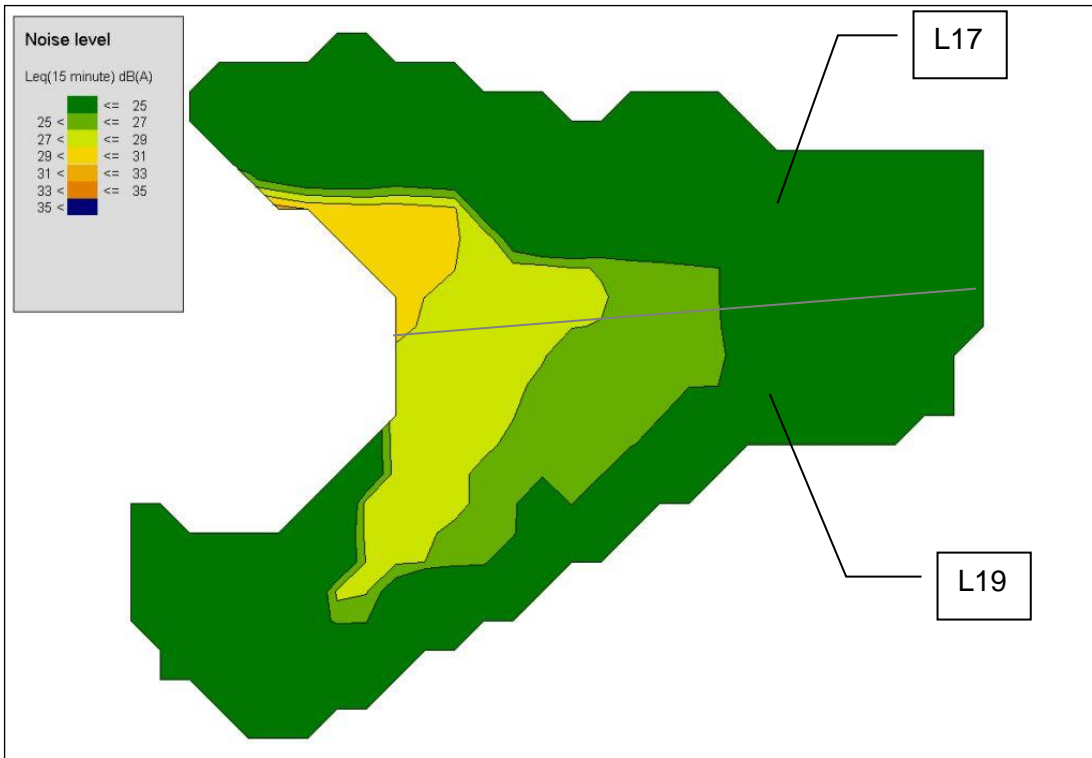 Noise level
Leq(15 minute) dB(A)
<= 25
25 < <= 27
27 < <= 29
29 < <= 31
31 < <= 33
33 < <= 35
35 <
L17
L19